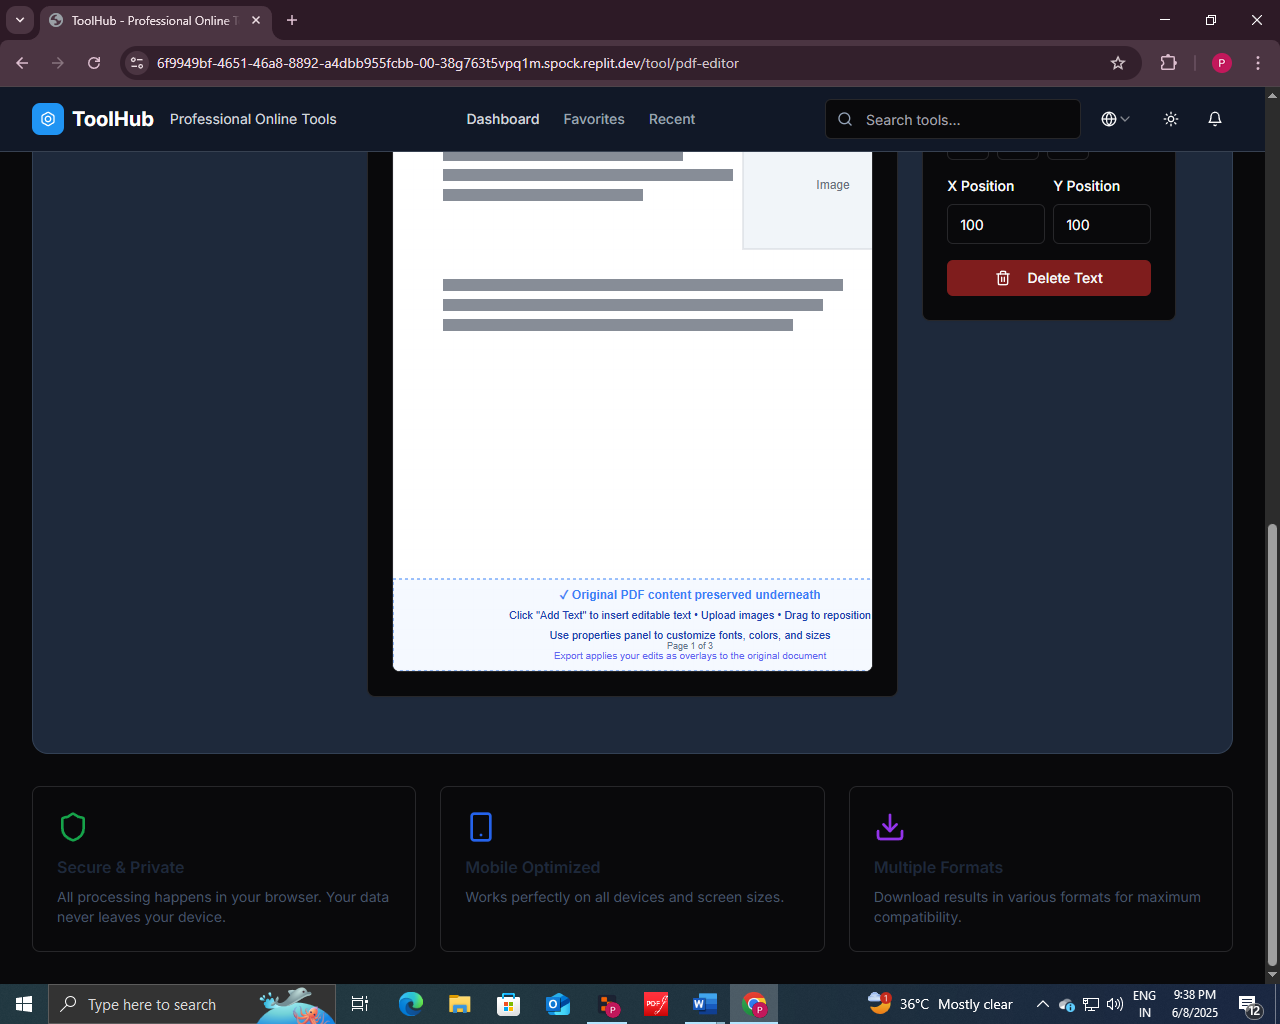 ToolHub - Professional Online T
6f9949bf-4651-46a8-8892-a4dbb955fcbb-00-38g763t5vpq1m.spock.replit.dev/tool/pdf-editor
P
ToolHub
Professional Online Tools
Dashboard
Favorites
Recent
Search tools...
Image
X Position
Y Position
100
100
Delete Text
✓ Original PDF content preserved underneath
Click "Add Text" to insert editable text • Upload images • Drag to reposition
Use properties panel to customize fonts, colors, and sizes
Page 1 of 3
Export applies your edits as overlays to the original document
Secure & Private
All processing happens in your browser. Your data
never leaves your device.
Mobile Optimized
Works perfectly on all devices and screen sizes.
Multiple Formats
Download results in various formats for maximum
compatibility.
Type here to search
P
PDF
W
P
1
36°C Mostly clear
ENG
IN
9:38 PM
6/8/2025
12